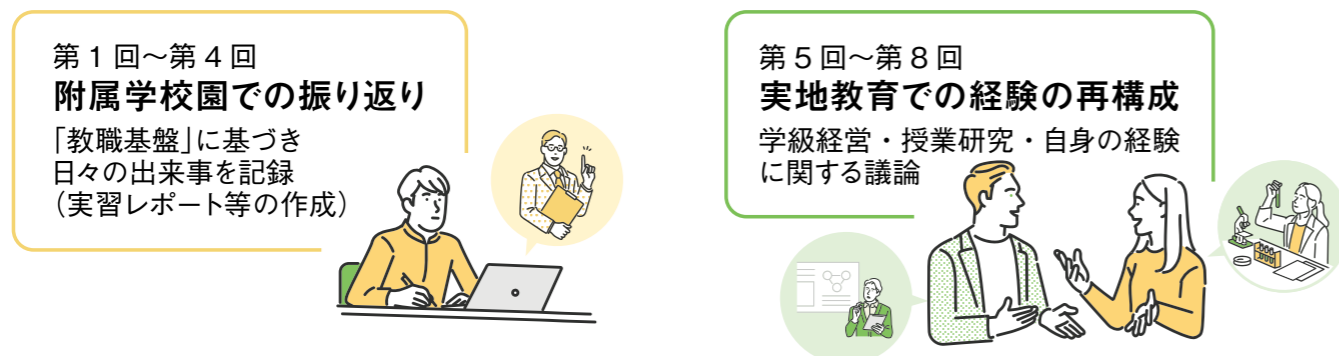 第1回～第4回
附属学校園での振り返り
「教職基盤」に基づき
日々の出来事を記録
（実習レポート等の作成）
第5回～第8回
実地教育での経験の再構成
学級経営・授業研究・自身の経験
に関する議論